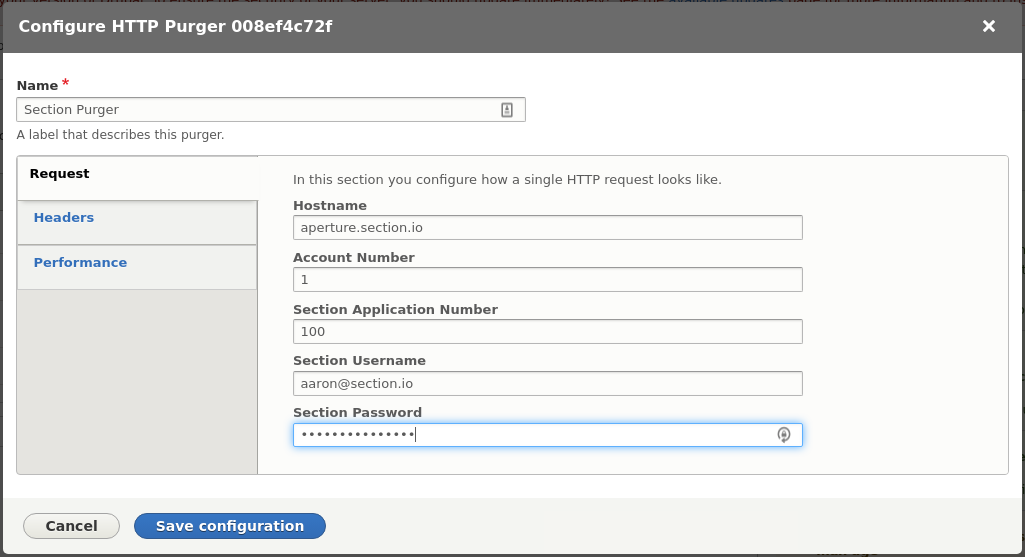 Configure HTTP Purger 008ef4c72f
Name *
Section Purger
A label that describes this purger.
Request
Headers
Performance
In this section you configure how a single HTTP request looks like.
Hostname
aperture.section.io
Account Number
1
Section Application Number
100
Section Username
aaron@section.io
Section Password
•••••••••••••••
Cancel
Save configuration